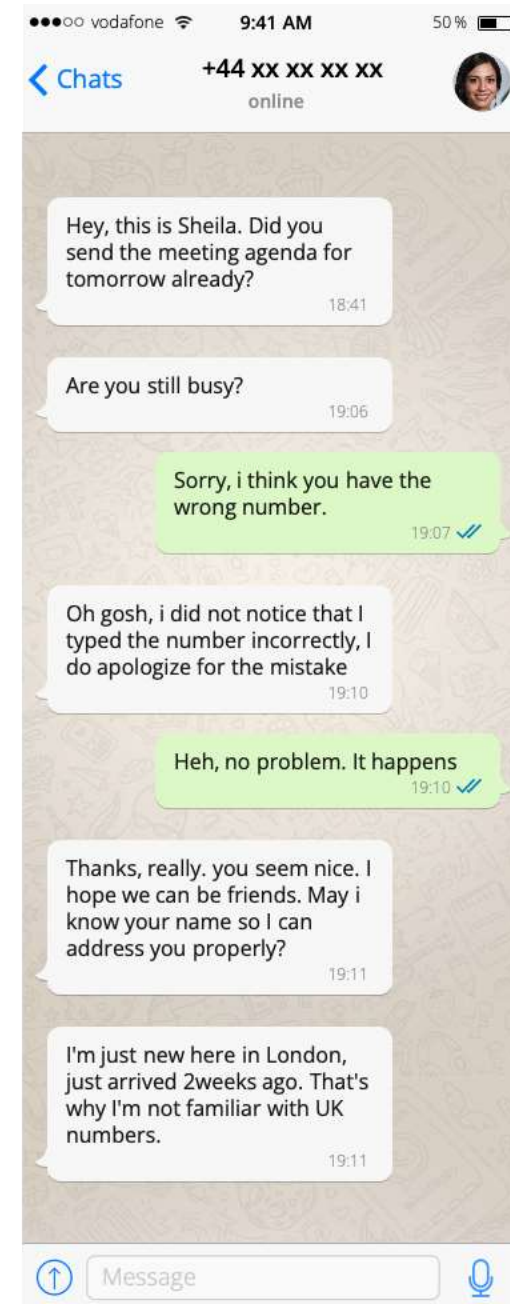 vodafone 9:41 AM 50 %
Chats +44 xx xx xx xx
online
Hey, this is Sheila. Did you
send the meeting agenda for
tomorrow already?
18:41
Are you still busy?
19:06
Sorry, i think you have the
wrong number.
19:07
Oh gosh, i did not notice that I
typed the number incorrectly, I
do apologize for the mistake
19:10
Heh, no problem. It happens
19:10
Thanks, really. you seem nice. I
hope we can be friends. May i
know your name so I can
address you properly?
19:11
I'm just new here in London,
just arrived 2weeks ago. That's
why I'm not familiar with UK
numbers.
19:11
Message